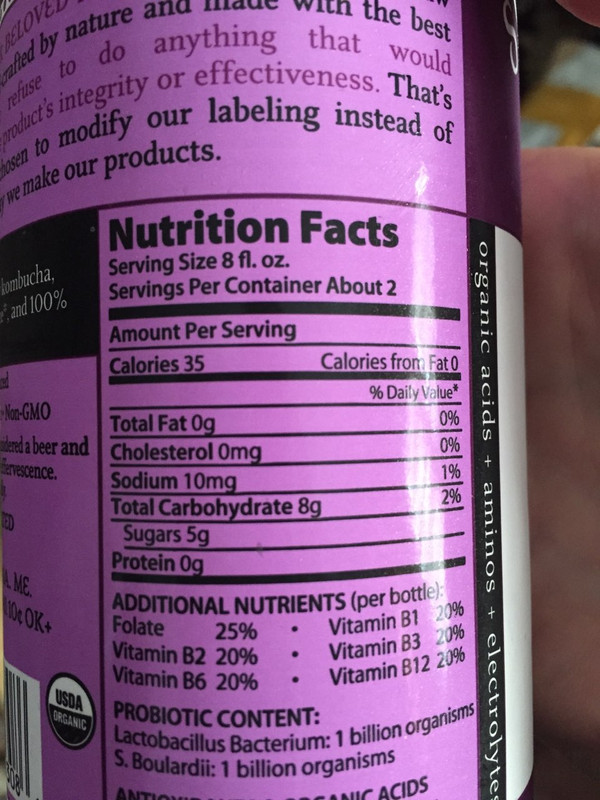 BELOVED
crafted by nature and made with the best
refuse to do anything that would
product's integrity or effectiveness. That's
chosen to modify our labeling instead of
we make our products.
kombucha,
and 100%
Nutrition Facts
Serving Size 8 fl. oz.
Servings Per Container About 2
Amount Per Serving
Calories 35 Calories from Fat 0
% Daily Value*
Total Fat 0g 0%
Cholesterol 0mg 0%
Sodium 10mg 1%
Total Carbohydrate 8g 2%
Sugars 5g
Protein 0g
ADDITIONAL NUTRIENTS (per bottle):
Folate 25% • Vitamin B1 20%
Vitamin B2 20% • Vitamin B3 20%
Vitamin B6 20% • Vitamin B12 20%
PROBIOTIC CONTENT:
Lactobacillus Bacterium: 1 billion organisms
S. Boulardii: 1 billion organisms
Non-GMO
a beer and
effervescence.
ME.
10¢ OK+
USDA
ORGANIC
organic acids + aminos + electrolytes